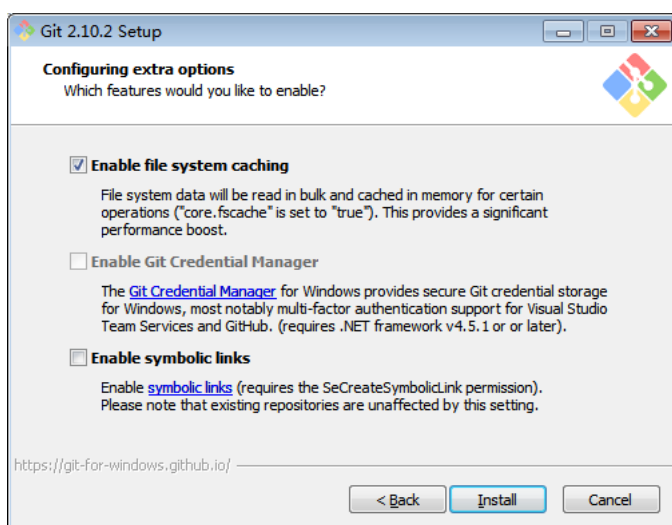 Git 2.10.2 Setup
Configuring extra options
Which features would you like to enable?
Enable file system caching
File system data will be read in bulk and cached in memory for certain
operations ("core.fscache" is set to "true"). This provides a significant
performance boost.
Enable Git Credential Manager
The Git Credential Manager for Windows provides secure Git credential storage
for Windows, most notably multi-factor authentication support for Visual Studio
Team Services and GitHub. (requires .NET framework v4.5.1 or or later).
Enable symbolic links
Enable symbolic links (requires the SeCreateSymbolicLink permission).
Please note that existing repositories are unaffected by this setting.
https://git-for-windows.github.io/
< Back Install Cancel